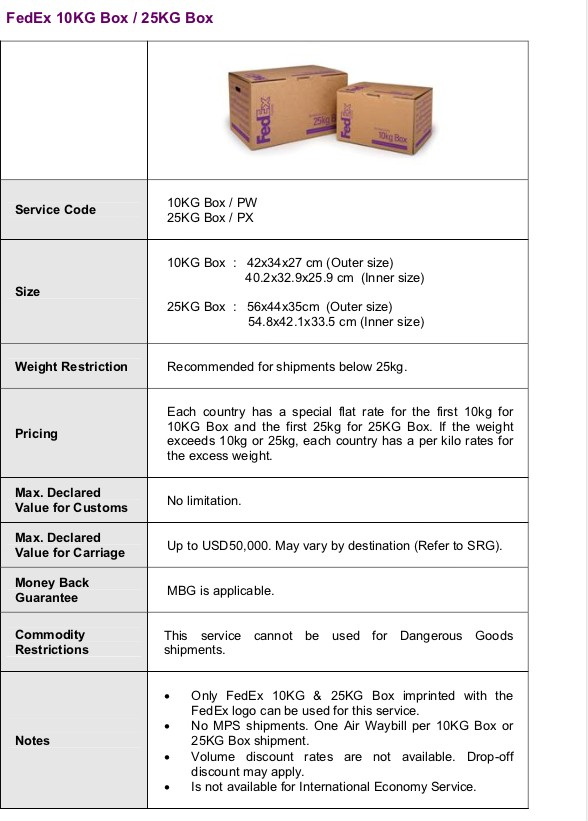 FedEx 10KG Box / 25KG Box
FedEx
25kg B
FedEx
10kg Box
Service Code
10KG Box / PW
25KG Box / PX
Size
10KG Box : 42x34x27 cm (Outer size)
40.2x32.9x25.9 cm (Inner size)
25KG Box : 56x44x35cm (Outer size)
54.8x42.1x33.5 cm (Inner size)
Weight Restriction
Recommended for shipments below 25kg.
Pricing
Each country has a special flat rate for the first 10kg for
10KG Box and the first 25kg for 25KG Box. If the weight
exceeds 10kg or 25kg, each country has a per kilo rates for
the excess weight.
Max. Declared
Value for Customs
No limitation.
Max. Declared
Value for Carriage
Up to USD50,000. May vary by destination (Refer to SRG).
Money Back
Guarantee
MBG is applicable.
Commodity
Restrictions
This service cannot be used for Dangerous Goods
shipments.
Notes
• Only FedEx 10KG & 25KG Box imprinted with the
FedEx logo can be used for this service.
• No MPS shipments. One Air Waybill per 10KG Box or
25KG Box shipment.
• Volume discount rates are not available. Drop-off
discount may apply.
• Is not available for International Economy Service.